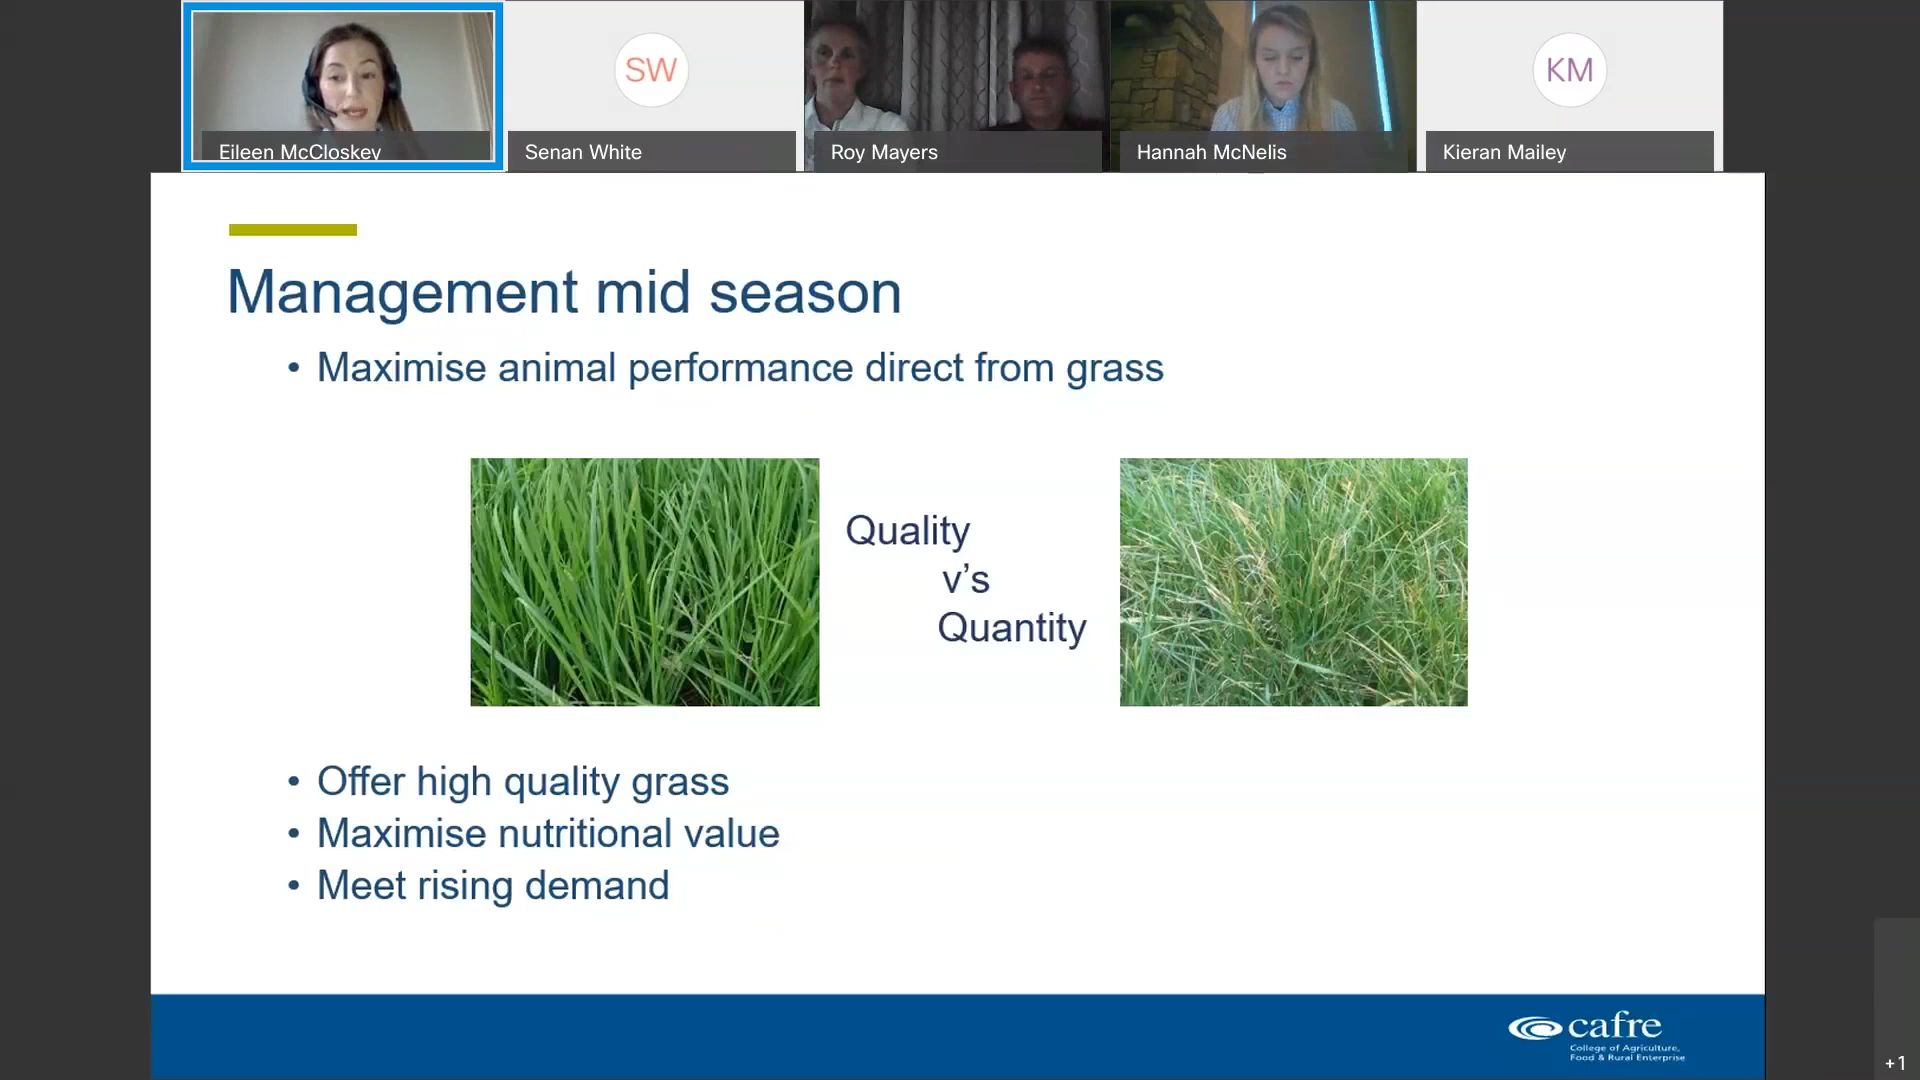 SW
KM
Eileen McCloskey
Senan White
Roy Mayers
Hannah McNelis
Kieran Mailey
Management mid season
• Maximise animal performance direct from grass
Quality
v's
Quantity
• Offer high quality grass
• Maximise nutritional value
• Meet rising demand
cafre
College of Agriculture,
Food & Rural Enterprise
+1